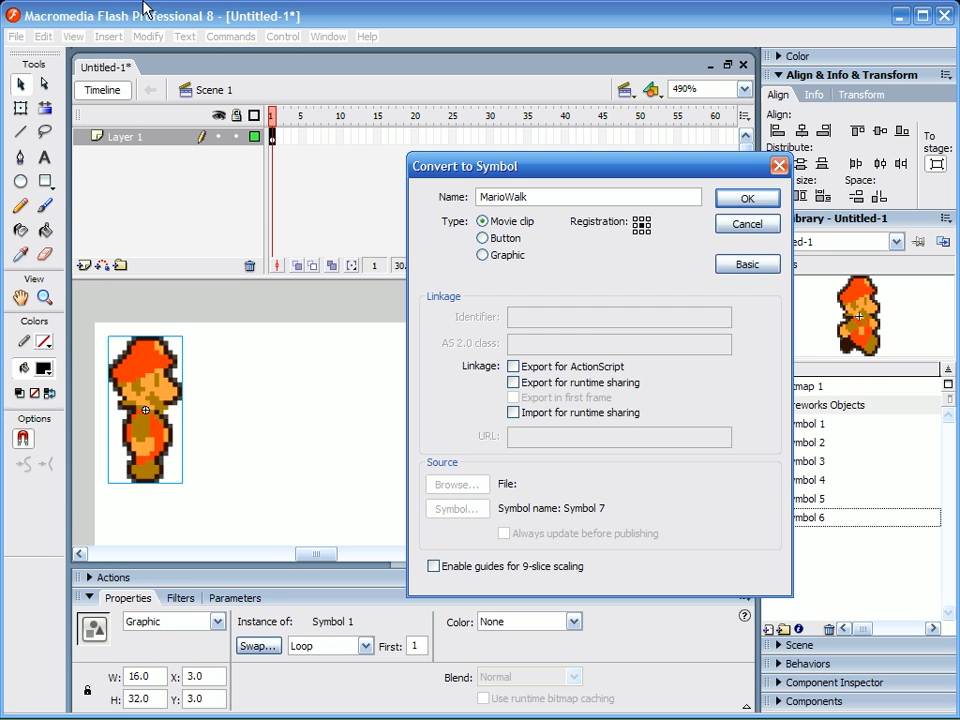 Macromedia Flash Professional 8 - [Untitled-1*]
File Edit View Insert Modify Text Commands Control Window Help
Tools
View
Colors
Options
Untitled-1*
Timeline
Scene 1
490%
1 5 10 15 20 25 30 35 40 45 50 55 60
Layer 1
1 30.
Convert to Symbol
Name: MarioWalk
OK
Type: Movie clip
Registration:
Cancel
Button
Graphic
Basic
Linkage
Identifier:
AS 2.0 class:
Linkage: Export for ActionScript
Export for runtime sharing
Export in first frame
Import for runtime sharing
URL:
Source
Browse... File:
Symbol... Symbol name: Symbol 7
Always update before publishing
Enable guides for 9-slice scaling
Color
Align & Info & Transform
Align Info Transform
Align:
Distribute:
To
stage:
size: Space:
ibrary - Untitled-1
ed-1
s
tmap 1
reworks Objects
mbol 1
mbol 2
mbol 3
mbol 4
mbol 5
mbol 6
Scene
Behaviors
Component Inspector
Components
Actions
Properties Filters Parameters
Graphic
Instance of: Symbol 1
Color: None
Swap... Loop First: 1
W: 16.0 X: 3.0
H: 32.0 Y: 3.0
Blend: Normal
Use runtime bitmap caching